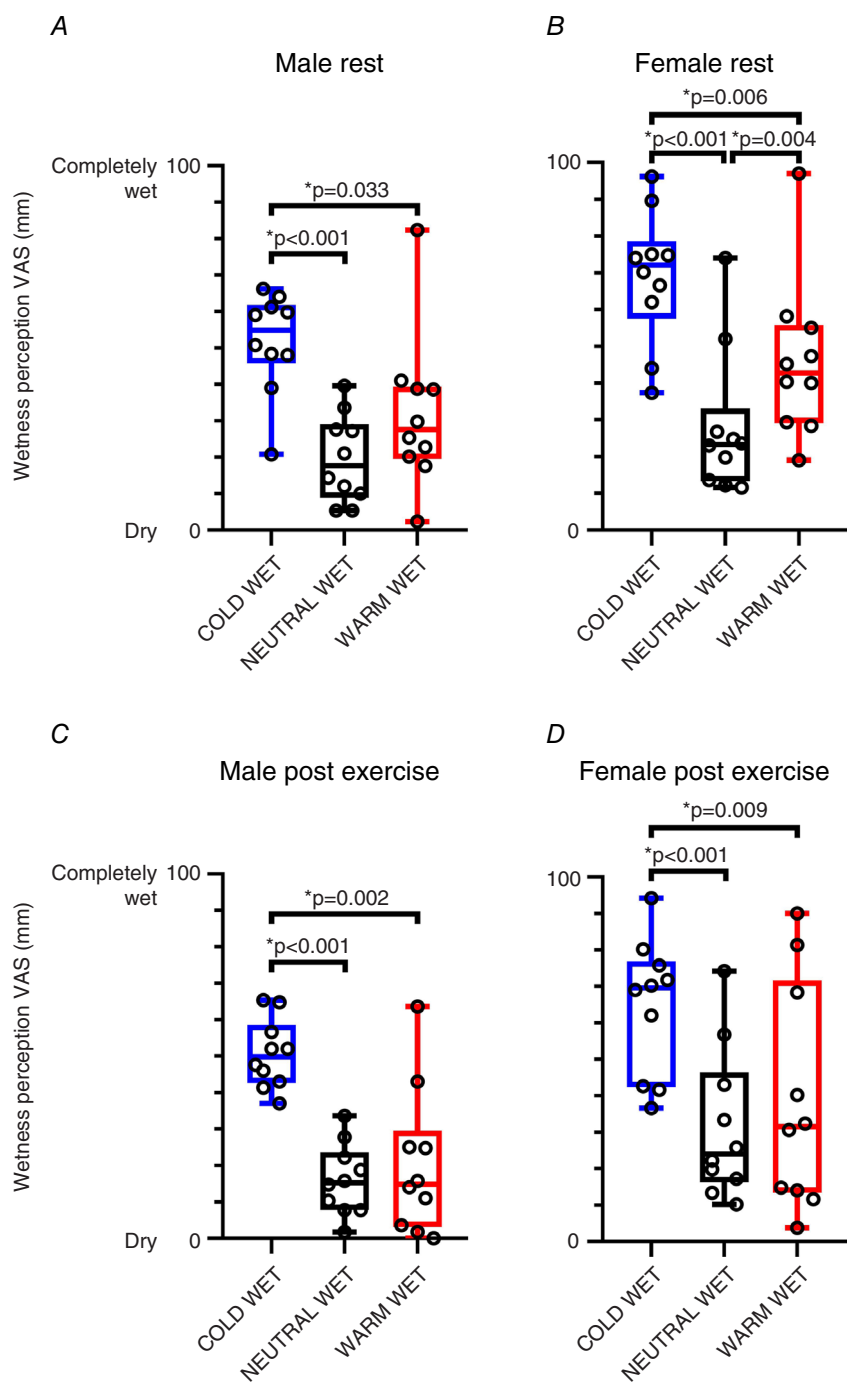 A
Male rest
Wetness perception VAS (mm)
Completely
wet
100
*p=0.033
*p<0.001
Dry
0
COLD WET
NEUTRAL WET
WARM WET
B
Female rest
*p=0.006
*p<0.001
*p=0.004
100
0
COLD WET
NEUTRAL WET
WARM WET
C
Male post exercise
Wetness perception VAS (mm)
Completely
wet
100
*p=0.002
*p<0.001
Dry
0
COLD WET
NEUTRAL WET
WARM WET
D
Female post exercise
*p=0.009
*p<0.001
100
0
COLD WET
NEUTRAL WET
WARM WET